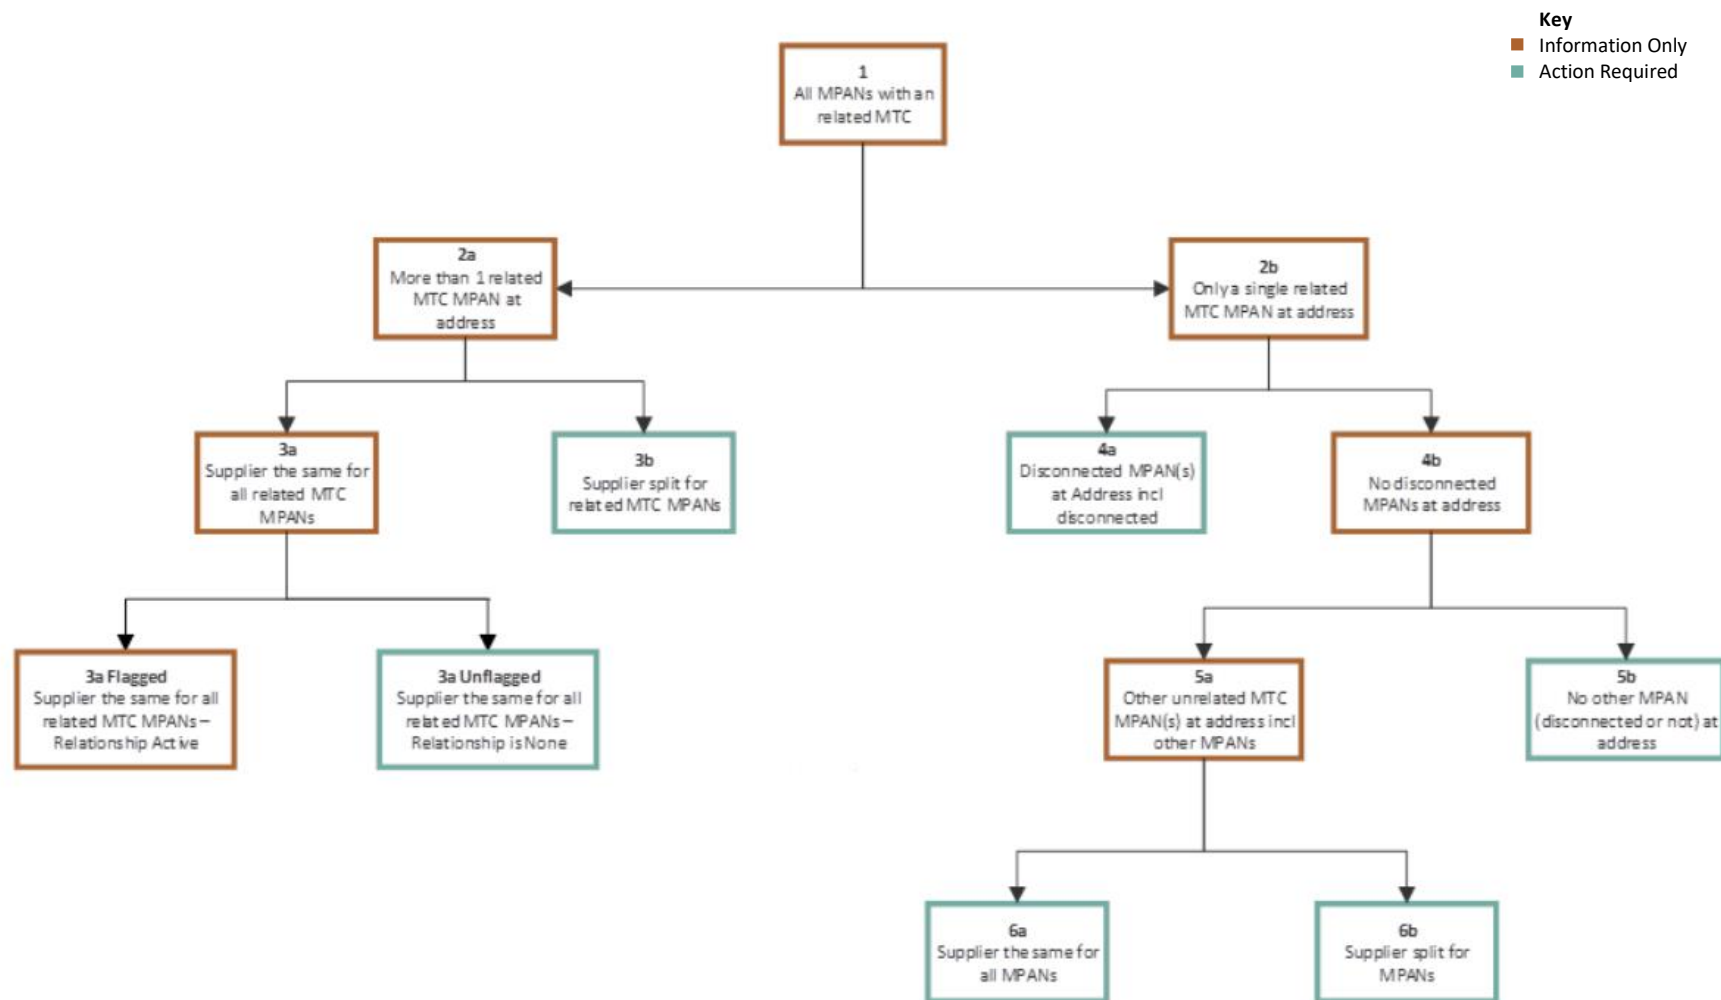 Key
Information Only
Action Required
1
All MPANs with an
related MTC
2a
More than 1 related
MTC MPAN at
address
2b
Only a single related
MTC MPAN at address
3a
Supplier the same for
all related MTC
MPANs
3b
Supplier split for
related MTC MPANs
4a
Disconnected MPAN(s)
at Address incl
disconnected
4b
No disconnected
MPANs at address
3a Flagged
Supplier the same for all
related MTC MPANs –
Relationship Active
3a Unflagged
Supplier the same for all
related MTC MPANs –
Relationship is None
5a
Other unrelated MTC
MPAN(s) at address incl
other MPANs
5b
No other MPAN
(disconnected or not) at
address
6a
Supplier the same for
all MPANs
6b
Supplier split for
MPANs